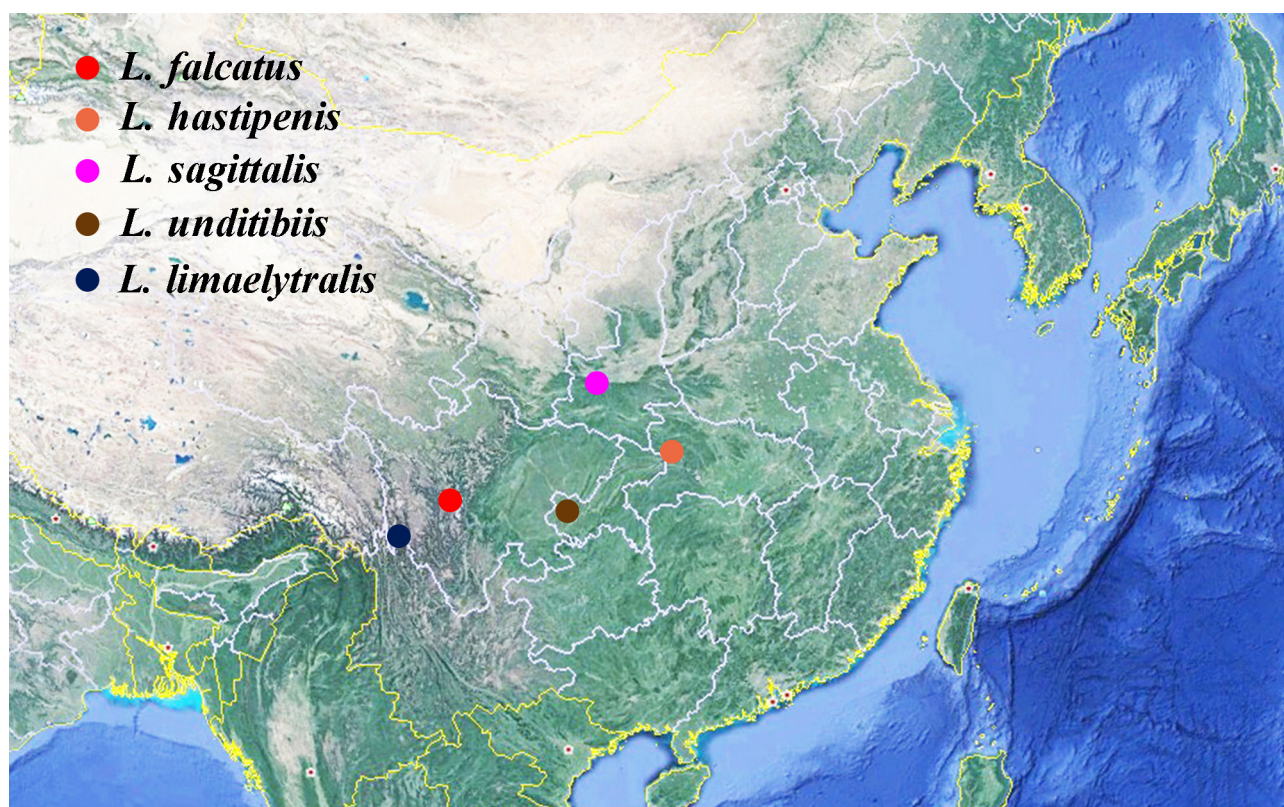 L. falcatus
L. hastipenis
L. sagittalis
L. unditibiis
L. limaelytralis